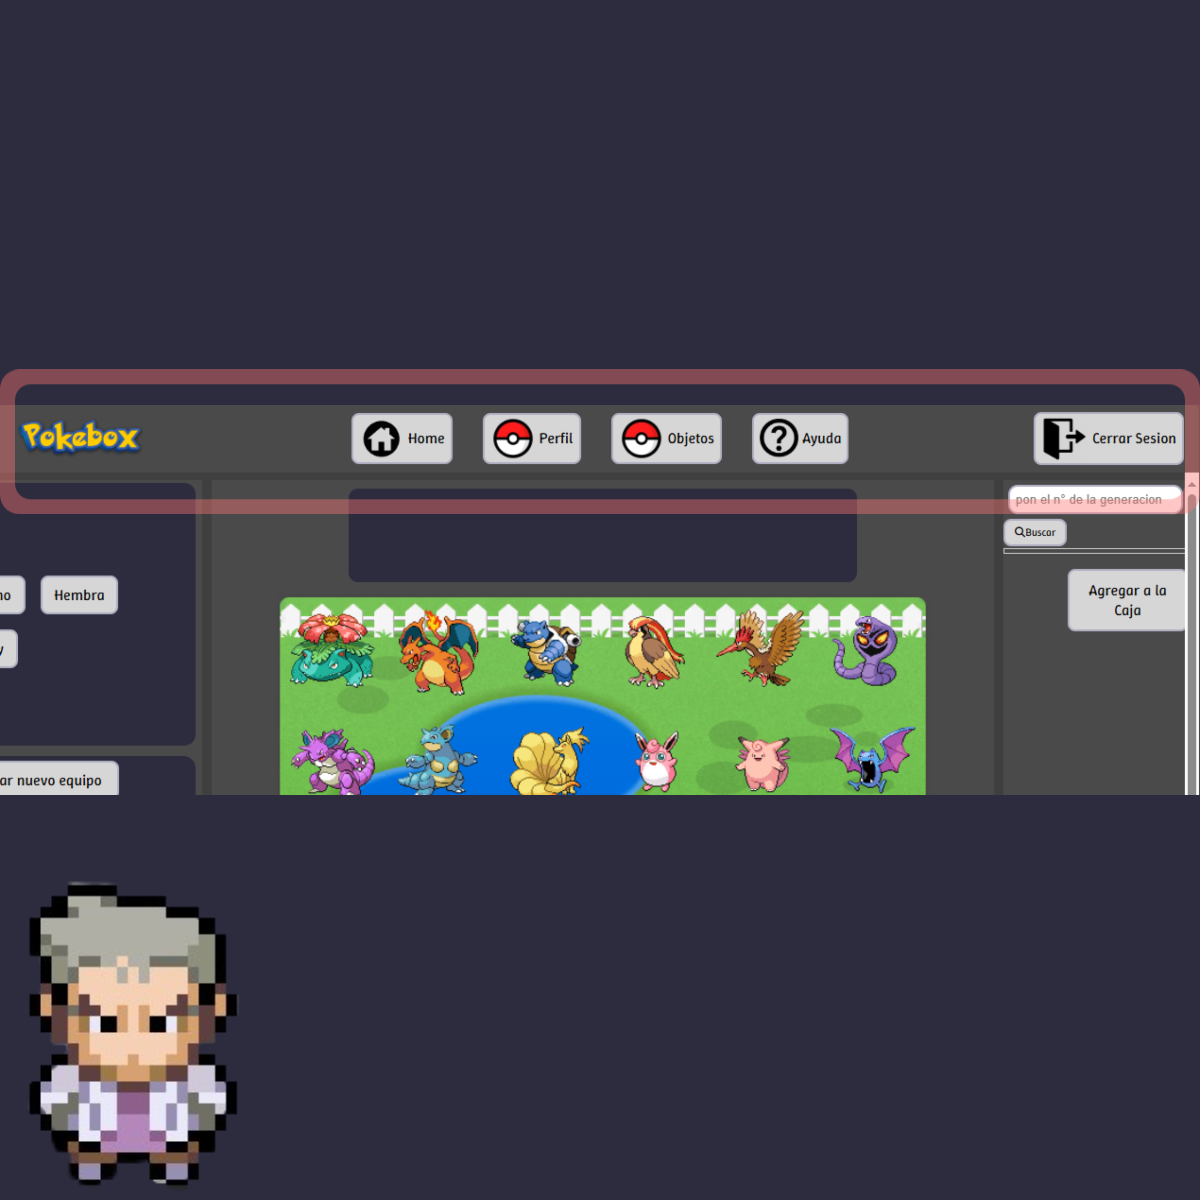 Pokebox
Home
Perfil
Objetos
Ayuda
Cerrar Sesion
pon el n° de la generacion
Buscar
no
Hembra
Agregar a la
Caja
y
ar nuevo equipo